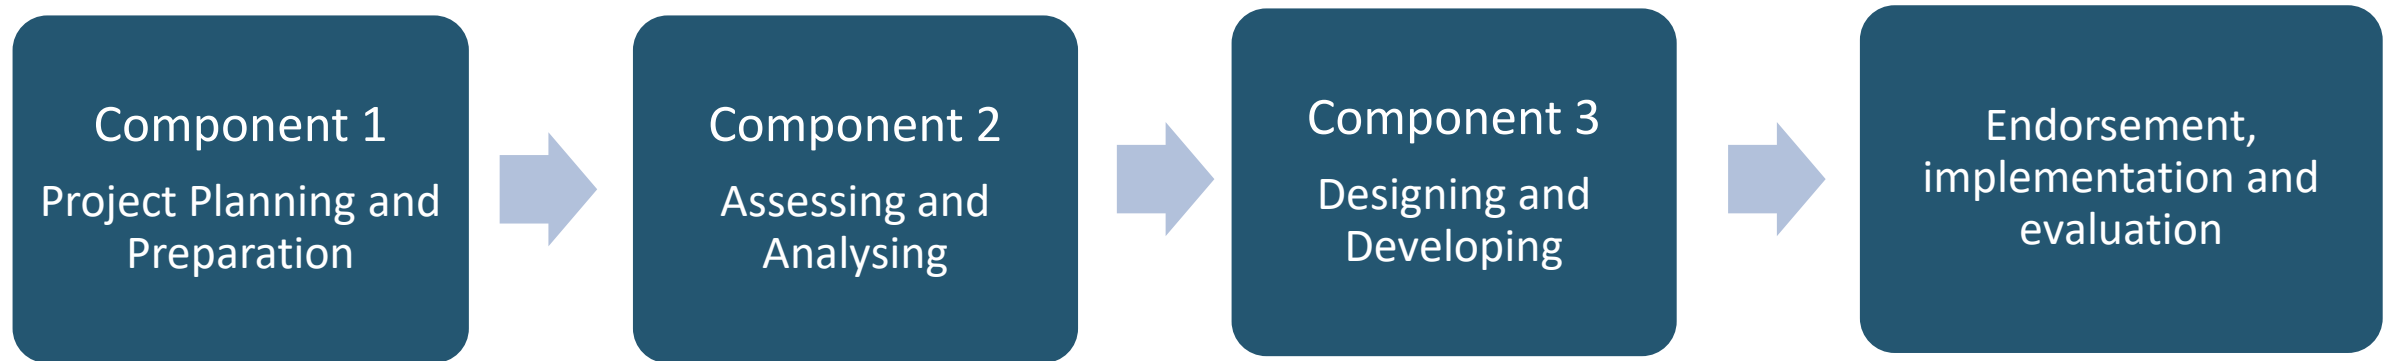 Component 1
Project Planning and
Preparation
Component 2
Assessing and
Analysing
Component 3
Designing and
Developing
Endorsement,
implementation and
evaluation